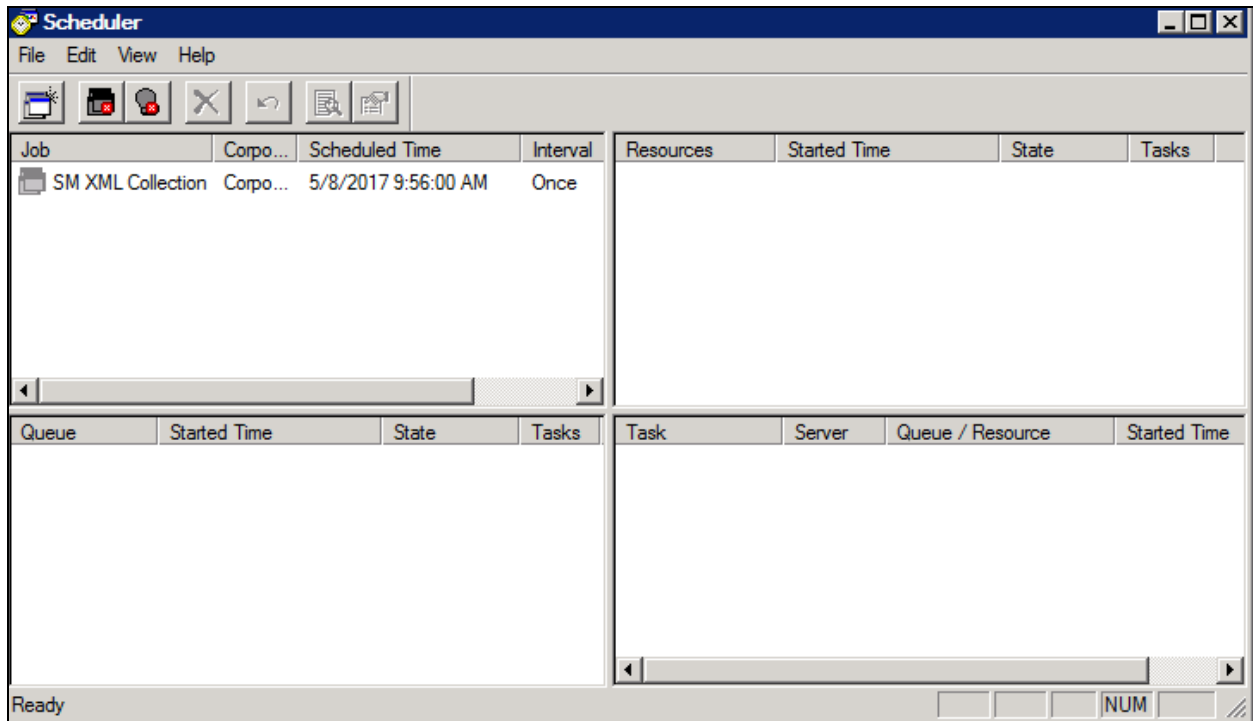 Scheduler
File Edit View Help
Job Corpo... Scheduled Time Interval
SM XML Collection Corpo... 5/8/2017 9:56:00 AM Once
Resources Started Time State Tasks
Queue Started Time State Tasks
Task Server Queue / Resource Started Time
Ready NUM